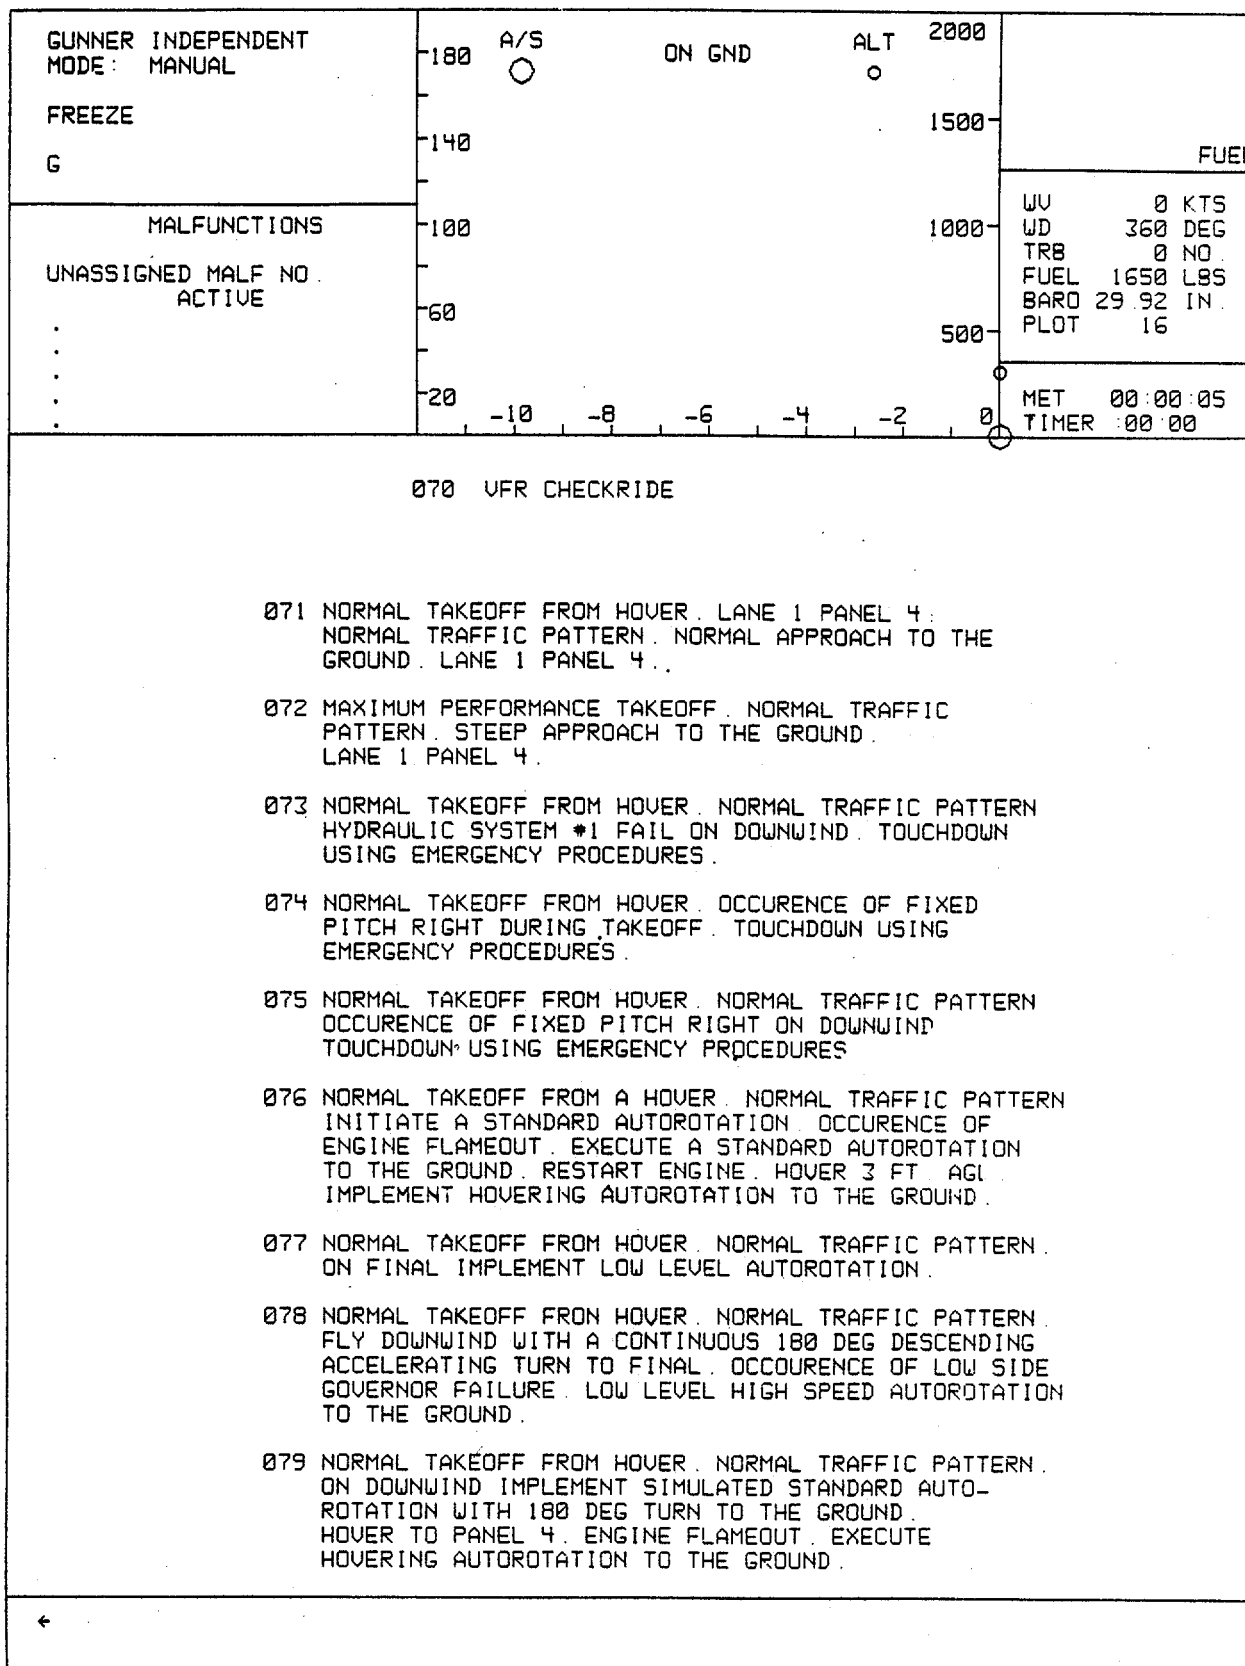 GUNNER INDEPENDENT
MODE: MANUAL
FREEZE
G
MALFUNCTIONS
UNASSIGNED MALF NO.
ACTIVE
.
.
.
.
.
A/S
ON GND
ALT
180
140
100
60
20
2000
1500
1000
500
-10 -8 -6 -4 -2 0
FUEL
WV 0 KTS
WD 360 DEG
TRB 0 NO.
FUEL 1650 LBS
BARO 29.92 IN.
PLOT 16
MET 00:00:05
TIMER :00:00
070 VFR CHECKRIDE
071 NORMAL TAKEOFF FROM HOVER. LANE 1 PANEL 4.
NORMAL TRAFFIC PATTERN. NORMAL APPROACH TO THE
GROUND. LANE 1 PANEL 4..
072 MAXIMUM PERFORMANCE TAKEOFF. NORMAL TRAFFIC
PATTERN. STEEP APPROACH TO THE GROUND.
LANE 1 PANEL 4.
073 NORMAL TAKEOFF FROM HOVER. NORMAL TRAFFIC PATTERN
HYDRAULIC SYSTEM #1 FAIL ON DOWNWIND. TOUCHDOWN
USING EMERGENCY PROCEDURES.
074 NORMAL TAKEOFF FROM HOVER. OCCURENCE OF FIXED
PITCH RIGHT DURING TAKEOFF. TOUCHDOWN USING
EMERGENCY PROCEDURES.
075 NORMAL TAKEOFF FROM HOVER. NORMAL TRAFFIC PATTERN
OCCURENCE OF FIXED PITCH RIGHT ON DOWNWIND
TOUCHDOWN USING EMERGENCY PROCEDURES
076 NORMAL TAKEOFF FROM A HOVER. NORMAL TRAFFIC PATTERN
INITIATE A STANDARD AUTOROTATION. OCCURENCE OF
ENGINE FLAMEOUT. EXECUTE A STANDARD AUTOROTATION
TO THE GROUND. RESTART ENGINE. HOVER 3 FT. AGL.
IMPLEMENT HOVERING AUTOROTATION TO THE GROUND.
077 NORMAL TAKEOFF FROM HOVER. NORMAL TRAFFIC PATTERN.
ON FINAL IMPLEMENT LOW LEVEL AUTOROTATION.
078 NORMAL TAKEOFF FRON HOVER. NORMAL TRAFFIC PATTERN.
FLY DOWNWIND WITH A CONTINUOUS 180 DEG DESCENDING
ACCELERATING TURN TO FINAL. OCCOURENCE OF LOW SIDE
GOVERNOR FAILURE. LOW LEVEL HIGH SPEED AUTOROTATION
TO THE GROUND.
079 NORMAL TAKEOFF FROM HOVER. NORMAL TRAFFIC PATTERN.
ON DOWNWIND IMPLEMENT SIMULATED STANDARD AUTO-
ROTATION WITH 180 DEG TURN TO THE GROUND.
HOVER TO PANEL 4. ENGINE FLAMEOUT. EXECUTE
HOVERING AUTOROTATION TO THE GROUND.
←